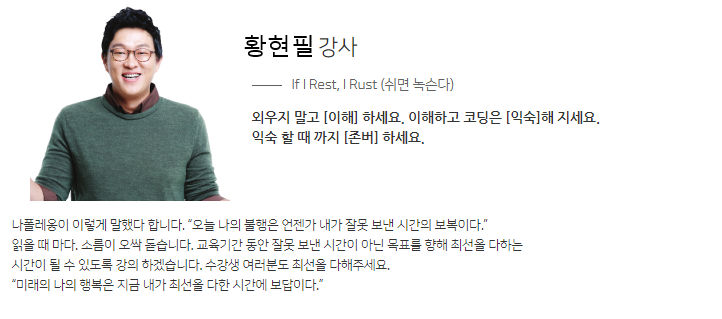 황현필 강사
If I Rest, I Rust (쉬면 녹슨다)
외우지 말고 [이해] 하세요. 이해하고 코딩은 [익숙]해 지세요.
익숙 할 때 까지 [존버] 하세요.
나폴레옹이 이렇게 말했다 합니다. “오늘 나의 불행은 언젠가 내가 잘못 보낸 시간의 보복이다.”
읽을 때 마다. 소름이 오싹 돋습니다. 교육기간 동안 잘못 보낸 시간이 아닌 목표를 향해 최선을 다하는
시간이 될 수 있도록 강의 하겠습니다. 수강생 여러분도 최선을 다해주세요.
“미래의 나의 행복은 지금 내가 최선을 다한 시간에 보답이다.”